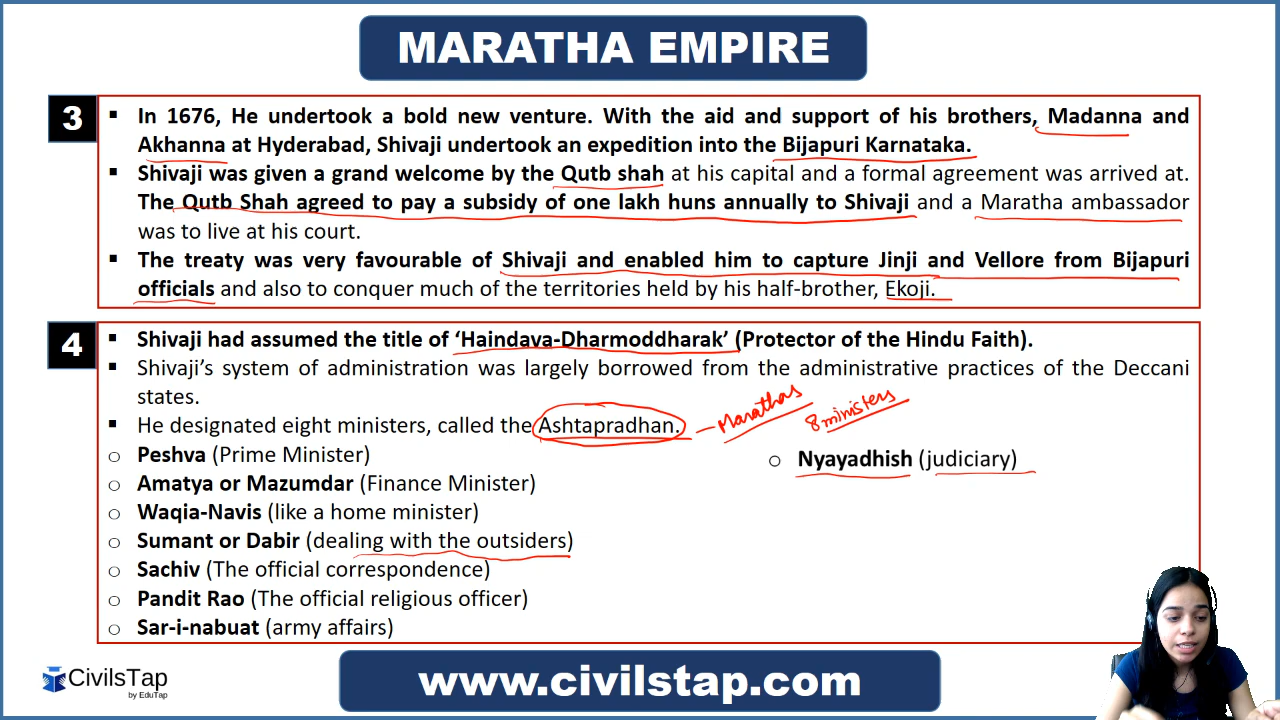 MARATHA EMPIRE
3
▪ In 1676, He undertook a bold new venture. With the aid and support of his brothers, Madanna and
Akhanna at Hyderabad, Shivaji undertook an expedition into the Bijapuri Karnataka.
▪ Shivaji was given a grand welcome by the Qutb shah at his capital and a formal agreement was arrived at.
The Qutb Shah agreed to pay a subsidy of one lakh huns annually to Shivaji and a Maratha ambassador
was to live at his court.
▪ The treaty was very favourable of Shivaji and enabled him to capture Jinji and Vellore from Bijapuri
officials and also to conquer much of the territories held by his half-brother, Ekoji.
4
▪ Shivaji had assumed the title of ‘Haindava-Dharmoddharak’ (Protector of the Hindu Faith).
▪ Shivaji’s system of administration was largely borrowed from the administrative practices of the Deccani
states.
▪ He designated eight ministers, called the Ashtapradhan. – Marathas 8 ministers
○ Peshva (Prime Minister)
○ Nyayadhish (judiciary)
○ Amatya or Mazumdar (Finance Minister)
○ Waqia-Navis (like a home minister)
○ Sumant or Dabir (dealing with the outsiders)
○ Sachiv (The official correspondence)
○ Pandit Rao (The official religious officer)
○ Sar-i-nabuat (army affairs)
CivilsTap
by EduTap
www.civilstap.com